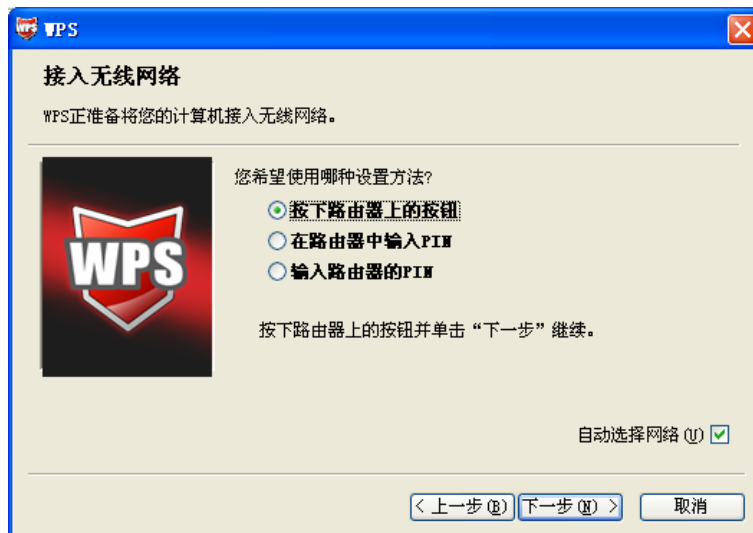 WPS
接入无线网络
WPS正准备将您的计算机接入无线网络。
WPS
WPS
您希望使用哪种设置方法?
按下路由器上的按钮
在路由器中输入PIN
输入路由器的PIN
按下路由器上的按钮并单击“下一步”继续。
自动选择网络(U)
< 上一步(B)
下一步(N) >
取消